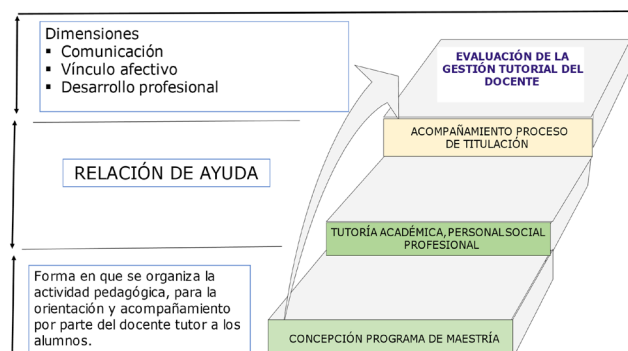 Dimensiones
▪ Comunicación
▪ Vínculo afectivo
▪ Desarrollo profesional
EVALUACIÓN DE LA
GESTIÓN TUTORIAL DEL
DOCENTE
ACOMPAÑAMIENTO PROCESO
DE TITULACIÓN
RELACIÓN DE AYUDA
TUTORÍA ACADÉMICA, PERSONAL SOCIAL
PROFESIONAL
Forma en que se organiza la
actividad pedagógica, para la
orientación y acompañamiento
por parte del docente tutor a los
alumnos.
CONCEPCIÓN PROGRAMA DE MAESTRÍA